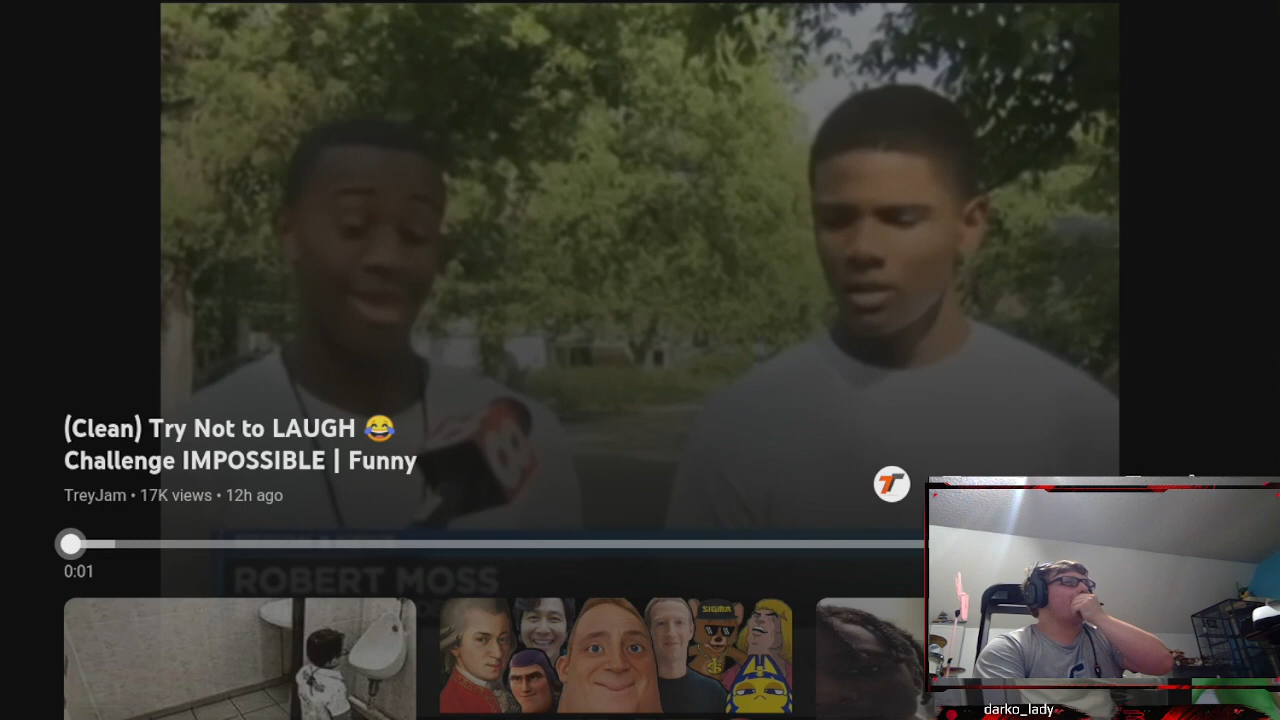 (Clean) Try Not to LAUGH 😂
Challenge IMPOSSIBLE | Funny
TreyJam • 17K views • 12h ago
0:01
ROBERT MOSS
SIGMA
darko_lady